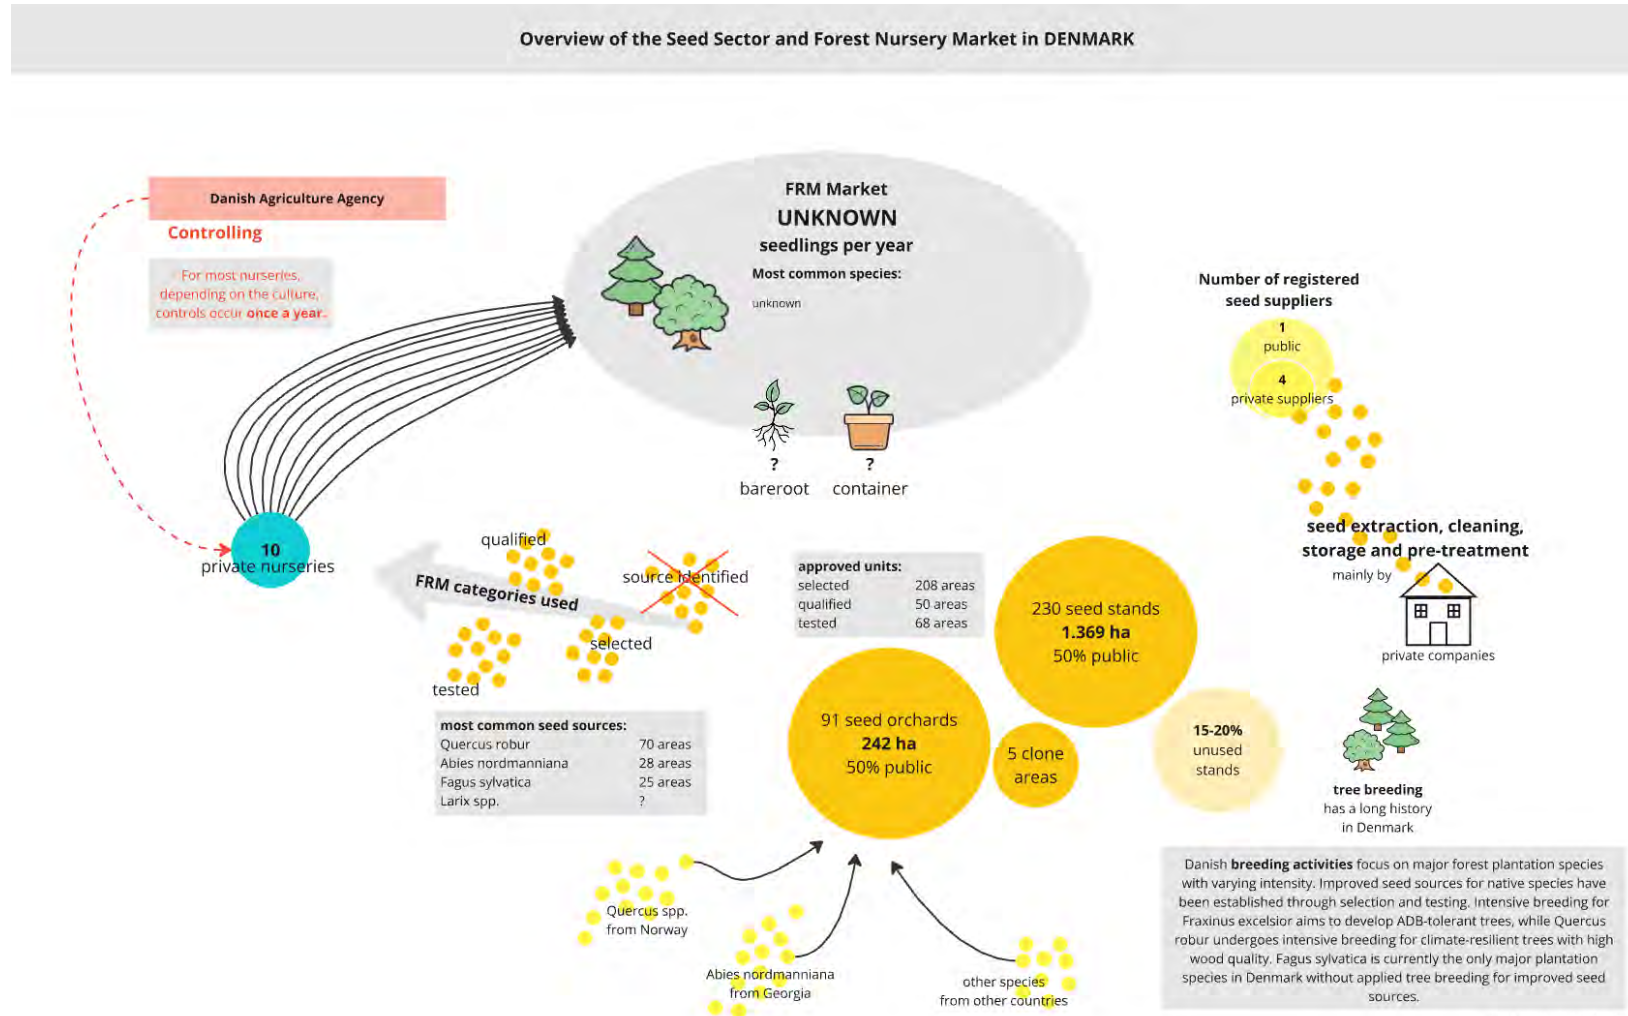 Overview of the Seed Sector and Forest Nursery Market in DENMARK
Danish Agriculture Agency
Controlling
For most nurseries,
depending on the culture,
controls occur once a year.
FRM Market
UNKNOWN
seedlings per year
Most common species:
unknown
?
bareroot
?
container
Number of registered
seed suppliers
1
public
4
private suppliers
seed extraction, cleaning,
storage and pre-treatment
mainly by
private companies
10
private nurseries
FRM categories used
qualified
source identified
selected
tested
approved units:
selected 208 areas
qualified 50 areas
tested 68 areas
230 seed stands
1.369 ha
50% public
91 seed orchards
242 ha
50% public
5 clone
areas
15-20%
unused
stands
most common seed sources:
Quercus robur 70 areas
Abies nordmanniana 28 areas
Fagus sylvatica 25 areas
Larix spp. ?
tree breeding
has a long history
in Denmark
Quercus spp.
from Norway
Abies nordmanniana
from Georgia
other species
from other countries
Danish breeding activities focus on major forest plantation species
with varying intensity. Improved seed sources for native species have
been established through selection and testing. Intensive breeding for
Fraxinus excelsior aims to develop ADB-tolerant trees, while Quercus
robur undergoes intensive breeding for climate-resilient trees with high
wood quality. Fagus sylvatica is currently the only major plantation
species in Denmark without applied tree breeding for improved seed
sources.